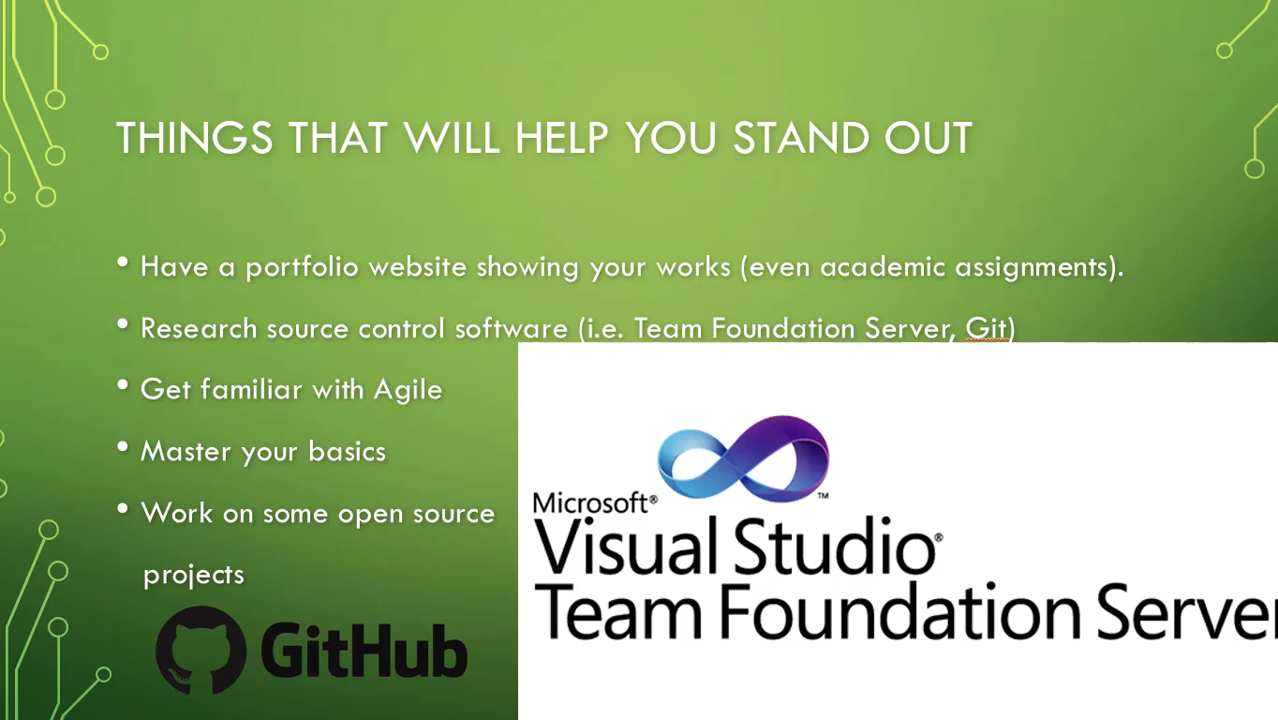 THINGS THAT WILL HELP YOU STAND OUT
• Have a portfolio website showing your works (even academic assignments).
• Research source control software (i.e. Team Foundation Server, Git)
• Get familiar with Agile
• Master your basics
• Work on some open source
projects
Microsoft®
™
Visual Studio®
Team Foundation Server
GitHub